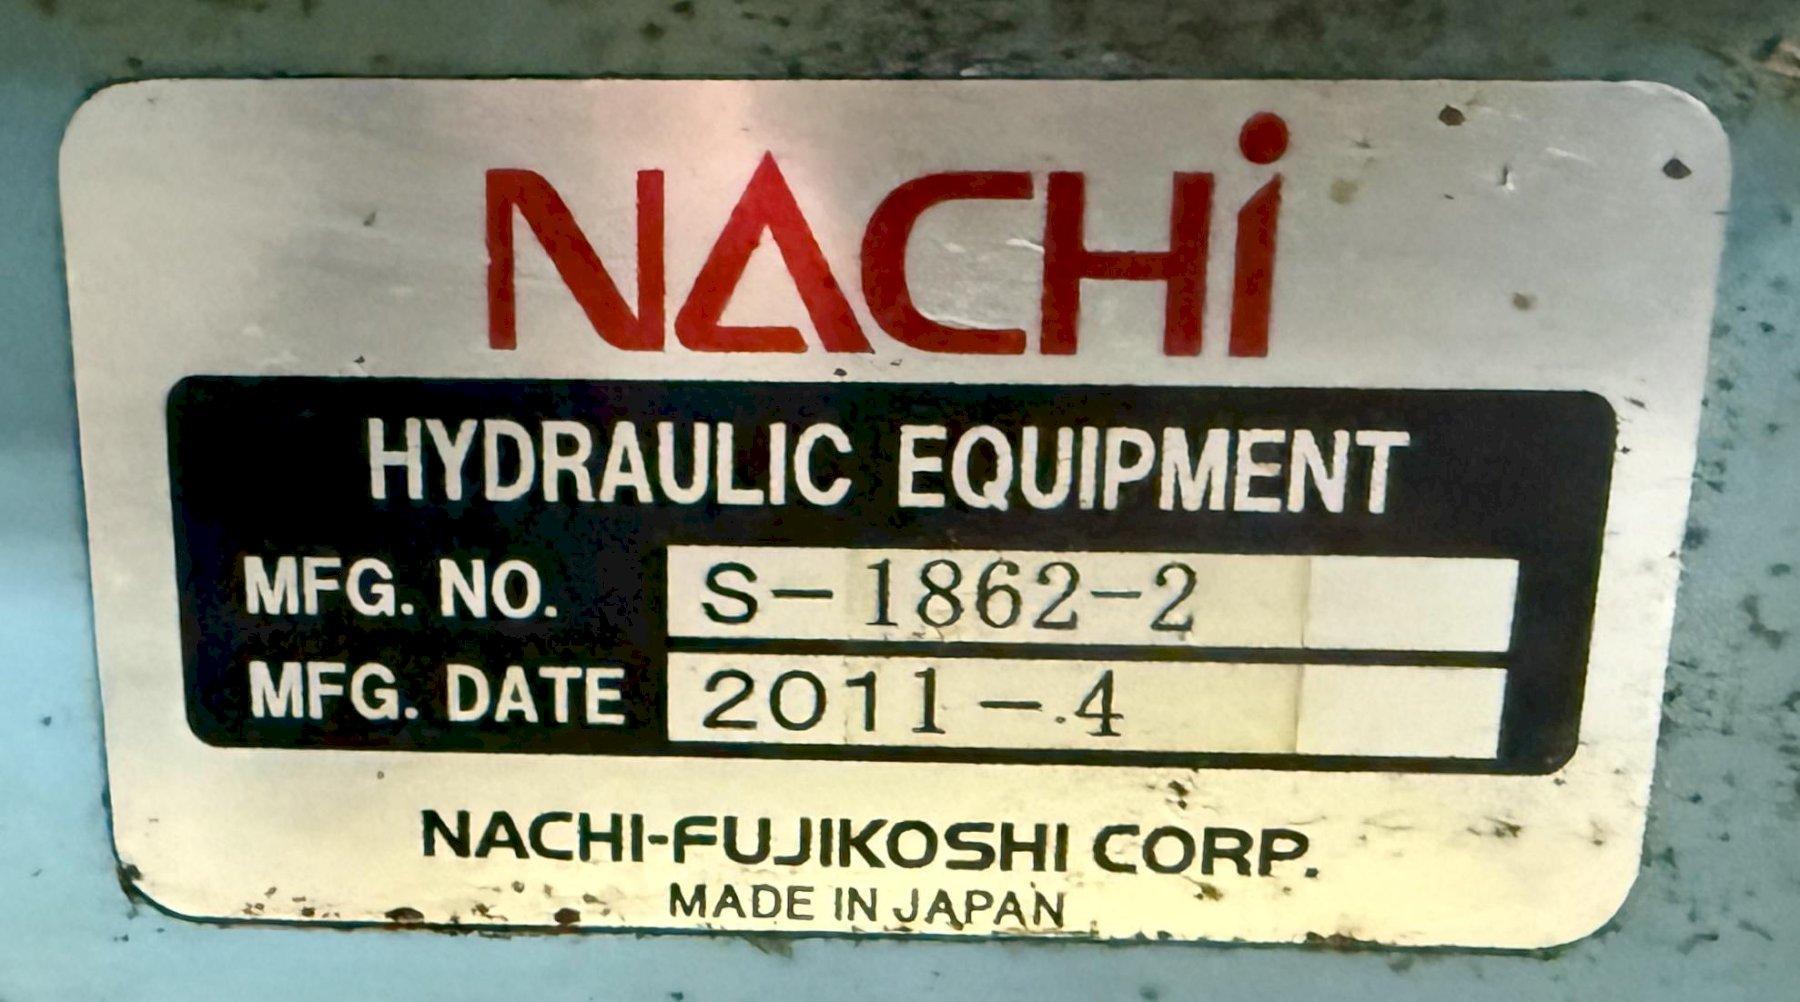 NACHi
HYDRAULIC EQUIPMENT
MFG. NO. S-1862-2
MFG. DATE 2011-4
NACHI-FUJIKOSHI CORP.
MADE IN JAPAN